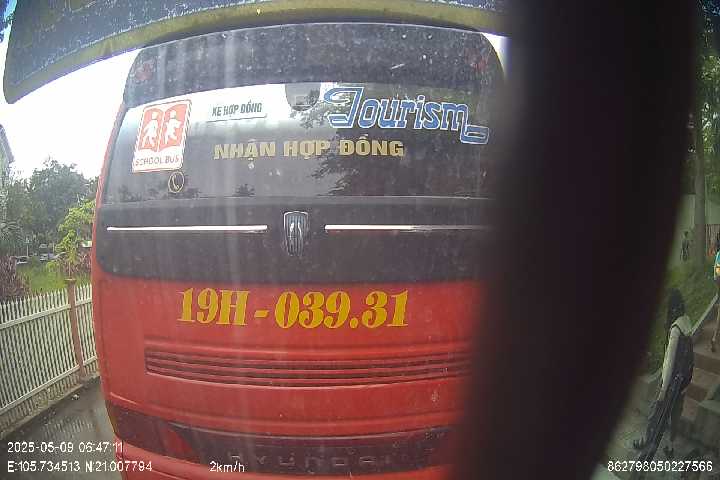 XE HỢP ĐỒNG
Tourism
SCHOOL BUS
NHẬN HỢP ĐỒNG
19H-039.31
HYUNDAI
2025-05-09 06:47:11
E:105.734513 N:21.007794 2km/h 862798050227566